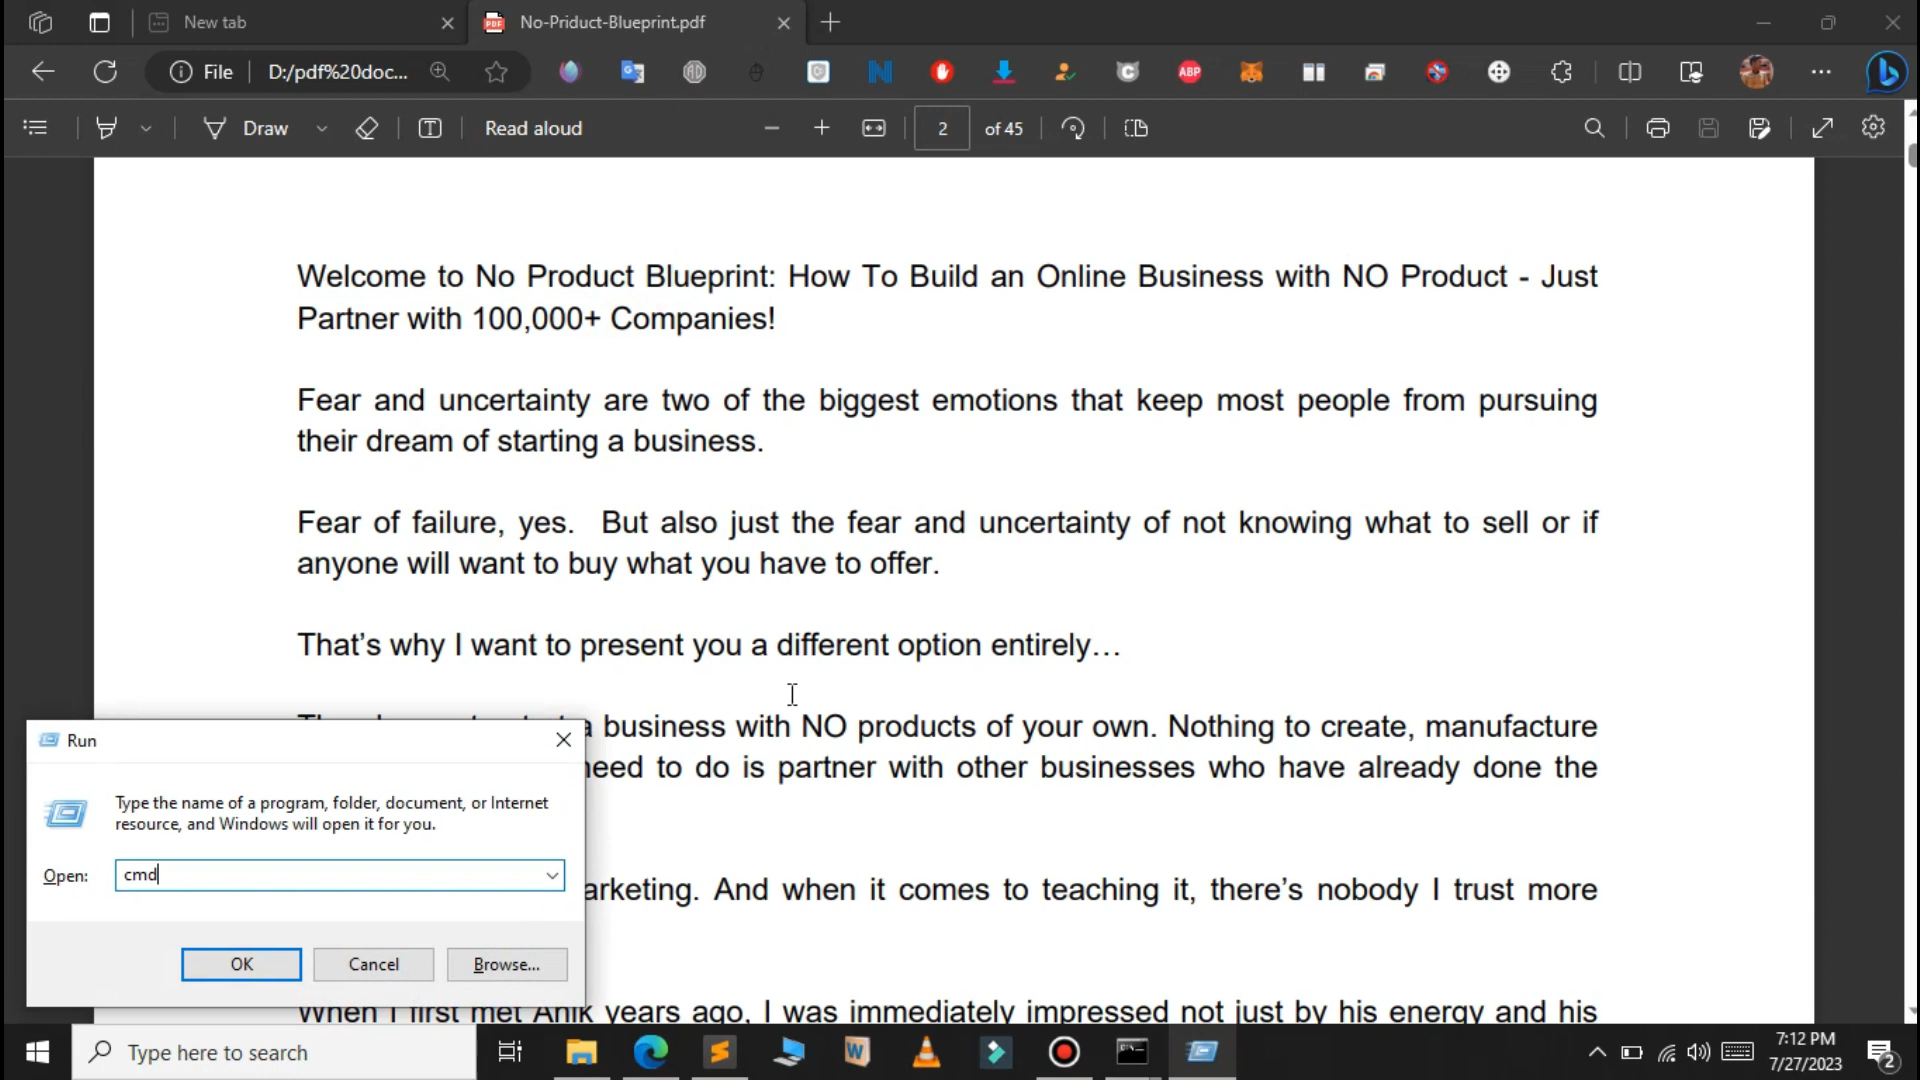 New tab
No-Priduct-Blueprint.pdf
File
D:/pdf%20doc...
ABP
Draw
Read aloud
2
of 45
Welcome to No Product Blueprint: How To Build an Online Business with NO Product - Just
Partner with 100,000+ Companies!
Fear and uncertainty are two of the biggest emotions that keep most people from pursuing
their dream of starting a business.
Fear of failure, yes. But also just the fear and uncertainty of not knowing what to sell or if
anyone will want to buy what you have to offer.
That's why I want to present you a different option entirely…
business with NO products of your own. Nothing to create, manufacture
need to do is partner with other businesses who have already done the
And when it comes to teaching it, there's nobody I trust more
When I first met Anik years ago, I was immediately impressed not just by his energy and his
Run
Type the name of a program, folder, document, or Internet
resource, and Windows will open it for you.
Open:
cmd
OK
Cancel
Browse...
Type here to search
7:12 PM
7/27/2023
2